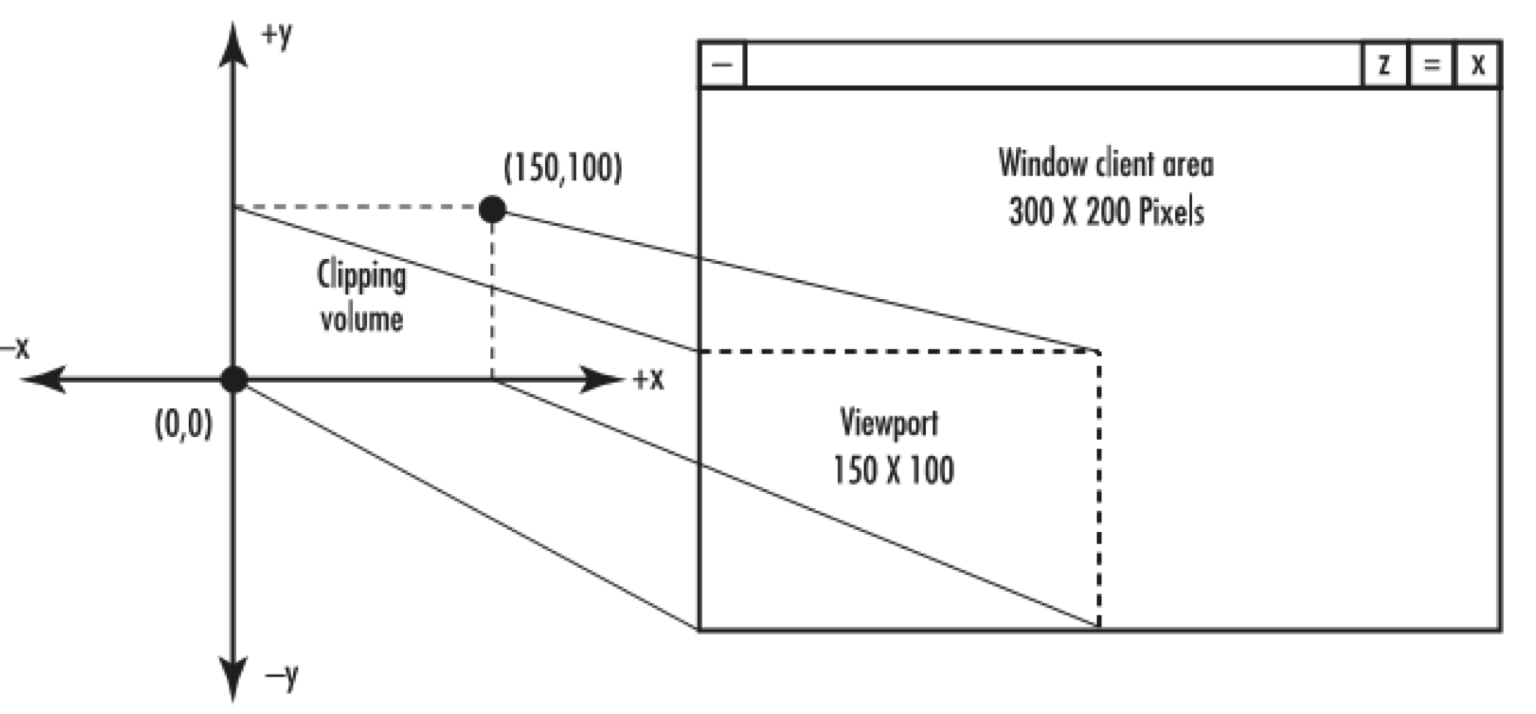 +y
– z = x
(150,100)
Window client area
300 X 200 Pixels
Clipping
volume
–x
+x
(0,0)
Viewport
150 X 100
–y